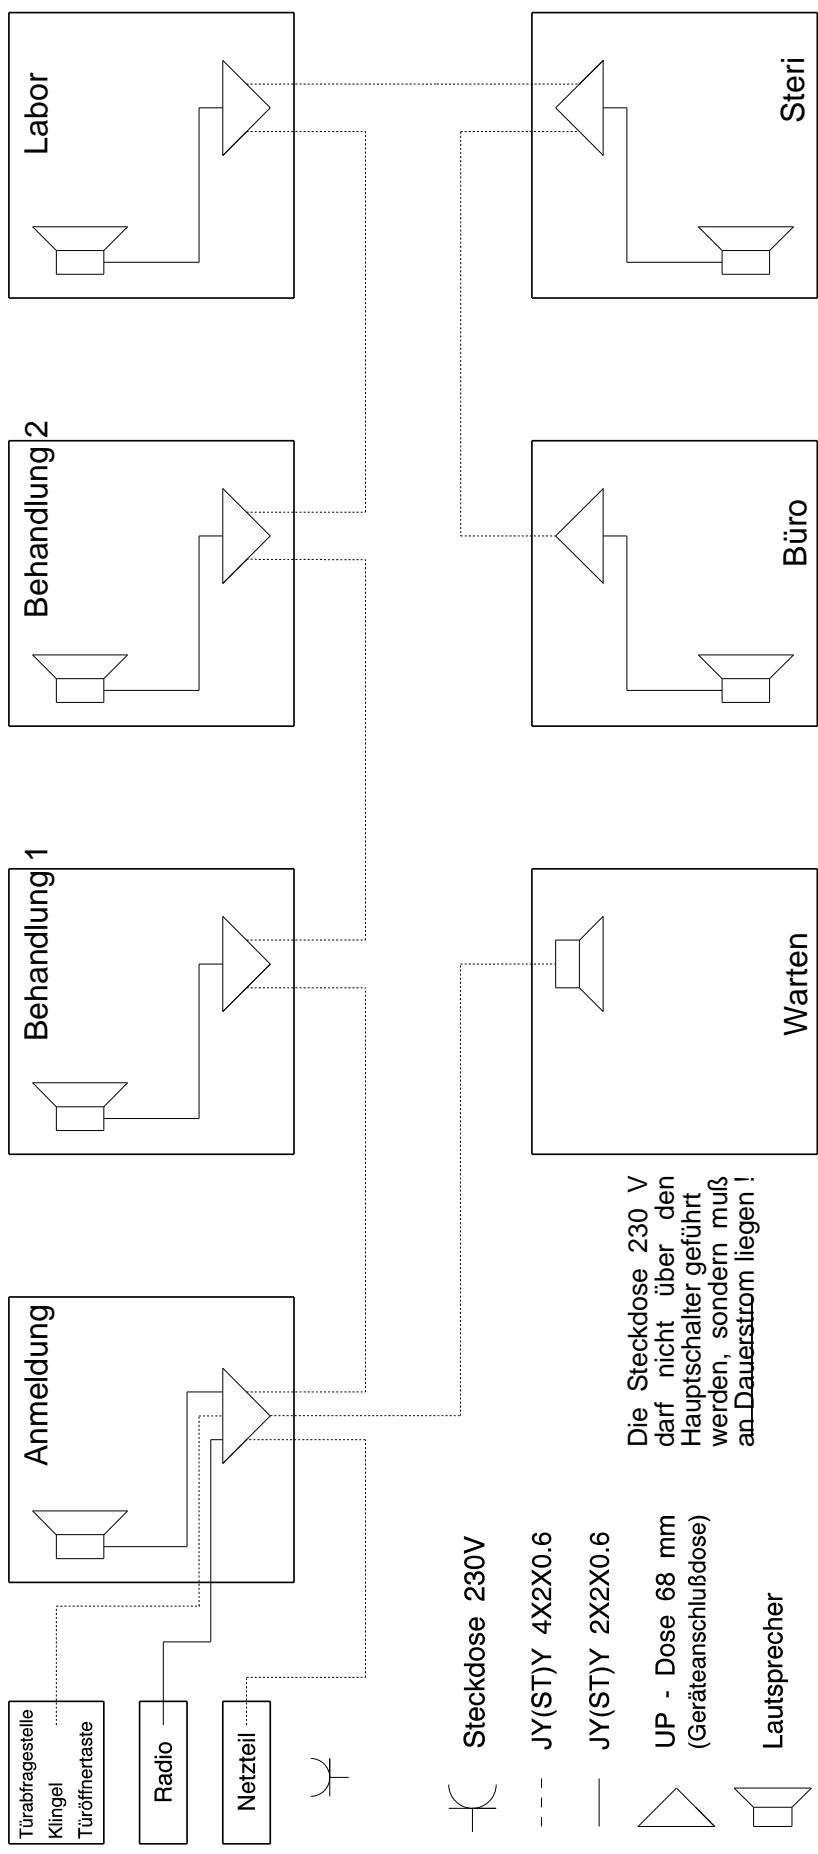 Türabfragestelle
Klingel
Türöffnertaste
Radio
Netzteil
Anmeldung
Behandlung 1
Behandlung 2
Labor
Steckdose 230V
JY(ST)Y 4X2X0.6
JY(ST)Y 2X2X0.6
UP - Dose 68 mm
(Geräteanschlußdose)
Lautsprecher
Die Steckdose 230 V
darf nicht über den
Hauptschalter geführt
werden, sondern muß
an Dauerstrom liegen !
Warten
Büro
Steri